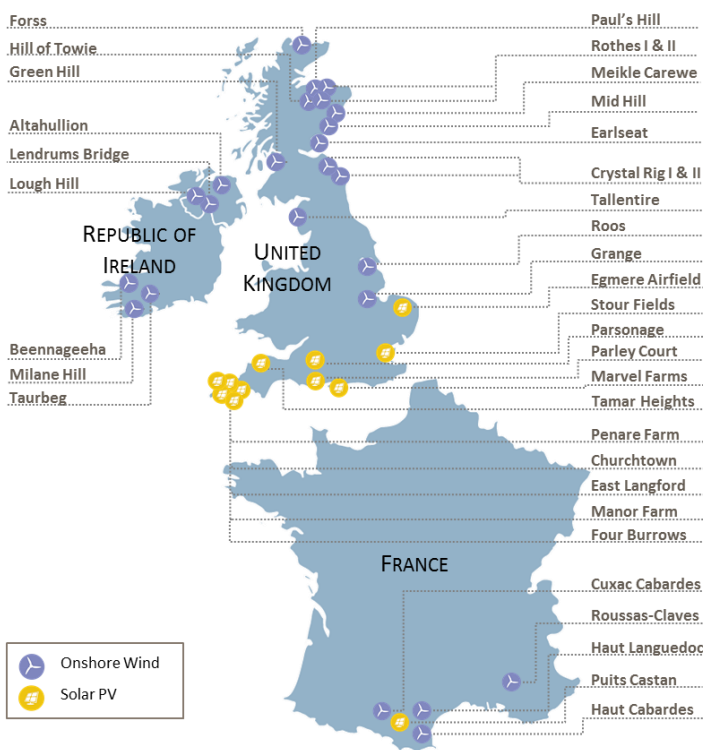 Forss
Hill of Towie
Green Hill
Altahullion
Lendrums Bridge
Lough Hill
REPUBLIC OF
IRELAND
UNITED
KINGDOM
Beennageeha
Milane Hill
Taurbeg
Paul's Hill
Rothes I & II
Meikle Carewe
Mid Hill
Earlseat
Crystal Rig I & II
Tallentire
Roos
Grange
Egmere Airfield
Stour Fields
Parsonage
Parley Court
Marvel Farms
Tamar Heights
Penare Farm
Churchtown
East Langford
Manor Farm
Four Burrows
FRANCE
Cuxac Cabardes
Roussas-Claves
Haut Languedoc
Puits Castan
Haut Cabardes
Onshore Wind
Solar PV